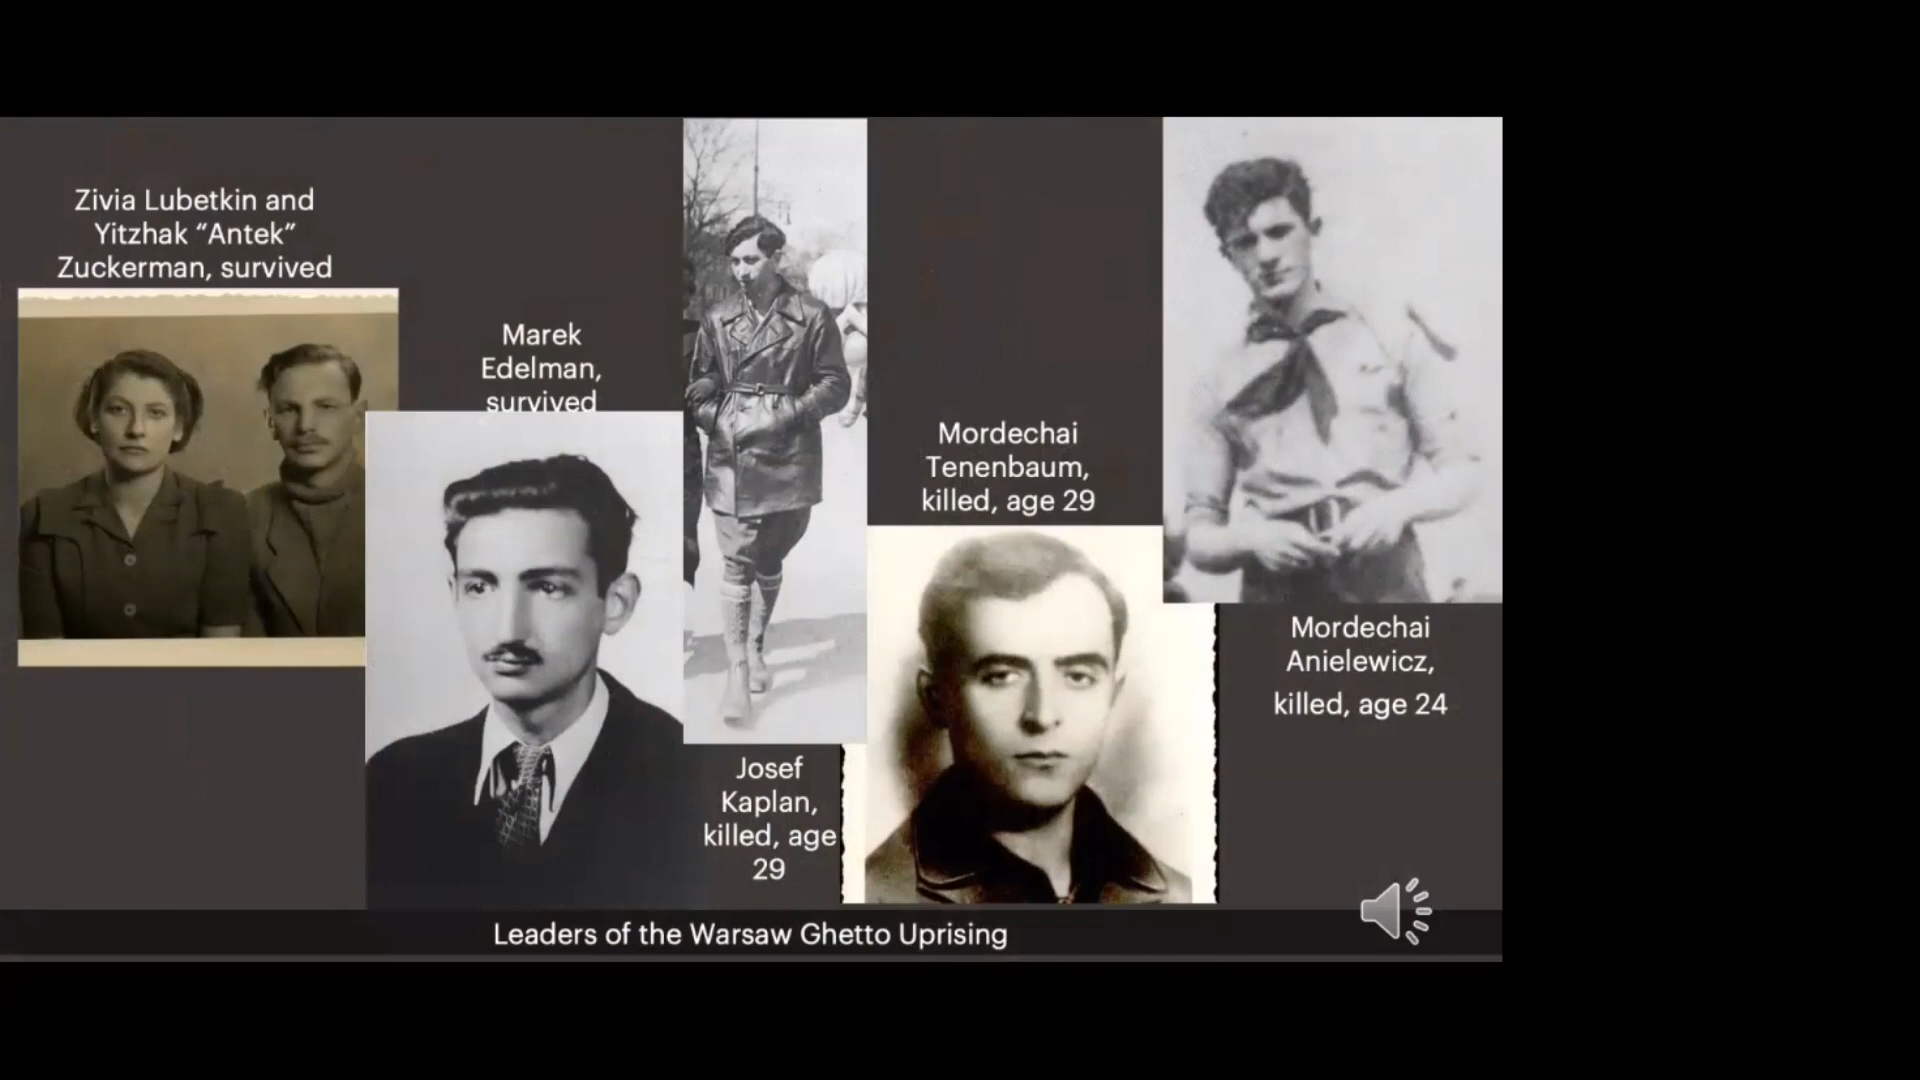 Zivia Lubetkin and
Yitzhak “Antek”
Zuckerman, survived
Marek
Edelman,
survived
Josef
Kaplan,
killed, age
29
Mordechai
Tenenbaum,
killed, age 29
Mordechai
Anielewicz,
killed, age 24
Leaders of the Warsaw Ghetto Uprising